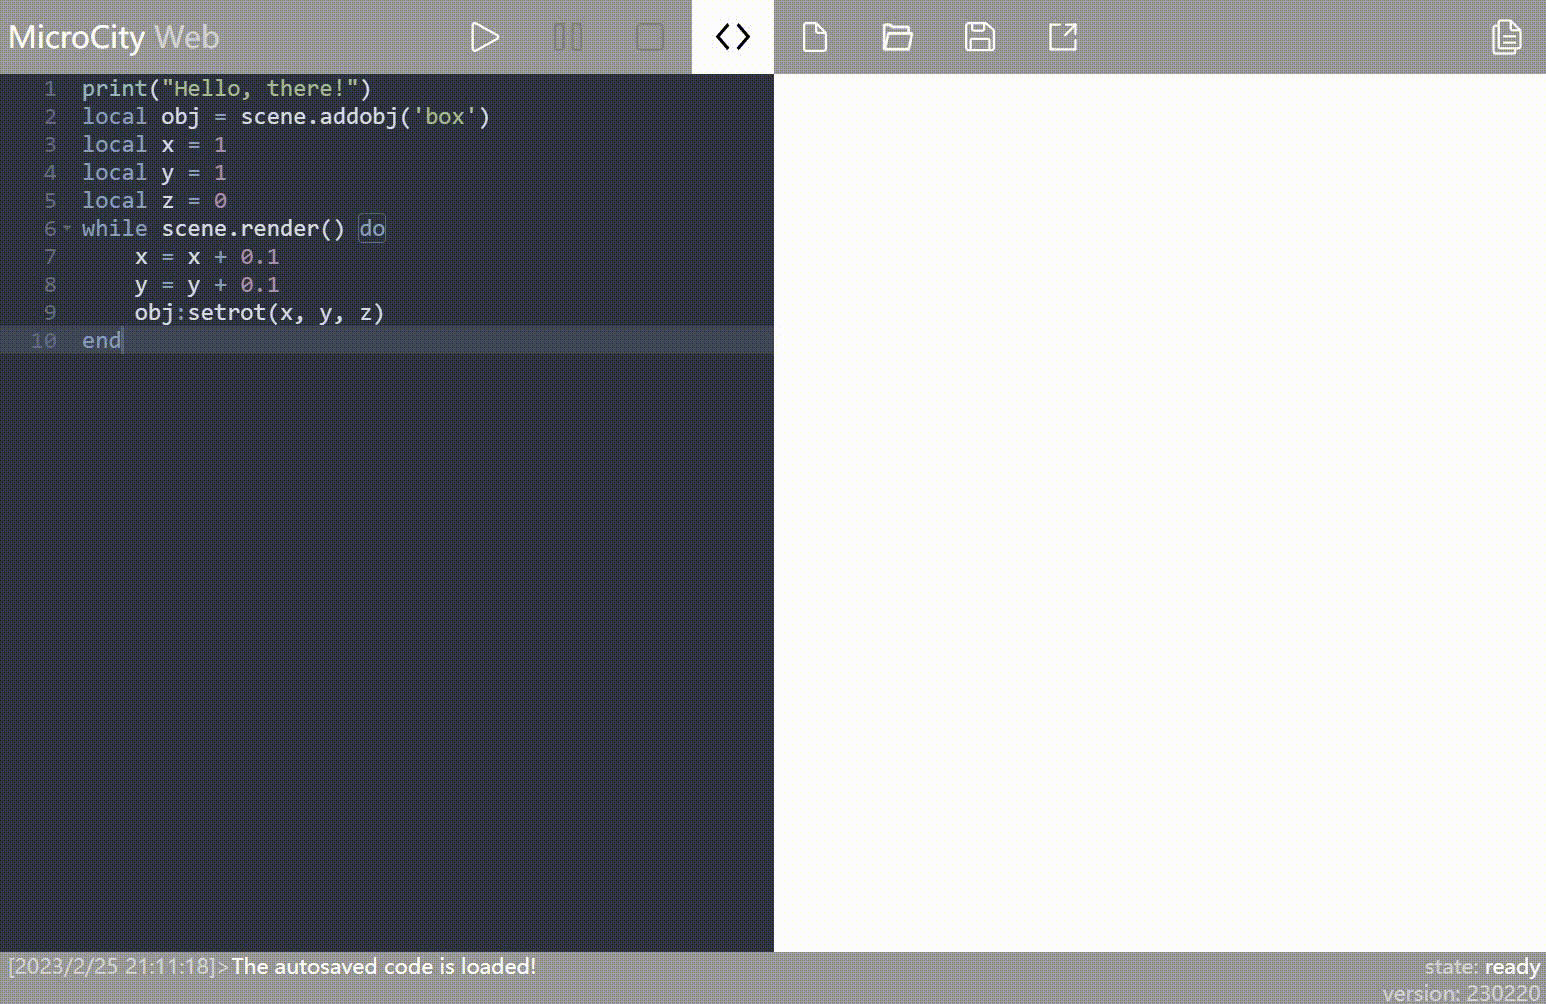 MicroCity Web
1 print("Hello, there!")
2 local obj = scene.addobj('box')
3 local x = 1
4 local y = 1
5 local z = 0
6 while scene.render() do
7     x = x + 0.1
8     y = y + 0.1
9     obj:setrot(x, y, z)
10 end
[2023/2/25 21:11:18]>The autosaved code is loaded!
state: ready
version: 230220